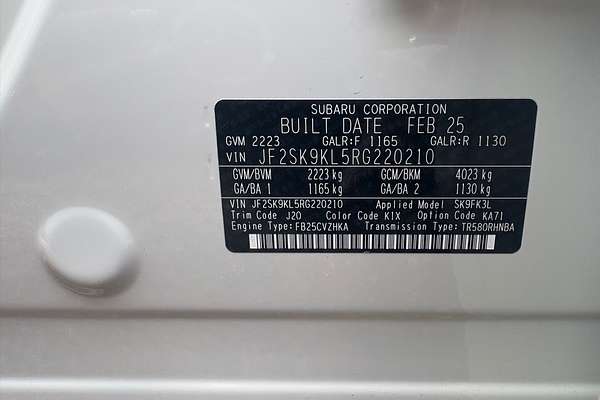 SUBARU CORPORATION
BUILT DATE FEB 25
GVM 2223 GALR:F 1165 GALR:R 1130
VIN JF2SK9KL5RG220210
GVM/BVM 2223 kg GCM/BKM 4023 kg
GA/BA 1 1165 kg GA/BA 2 1130 kg
VIN JF2SK9KL5RG220210 Applied Model SK9FK3L
Trim Code J20 Color Code K1X Option Code KA71
Engine Type: FB25CVZHKA Transmission Type: TR580RHNBA